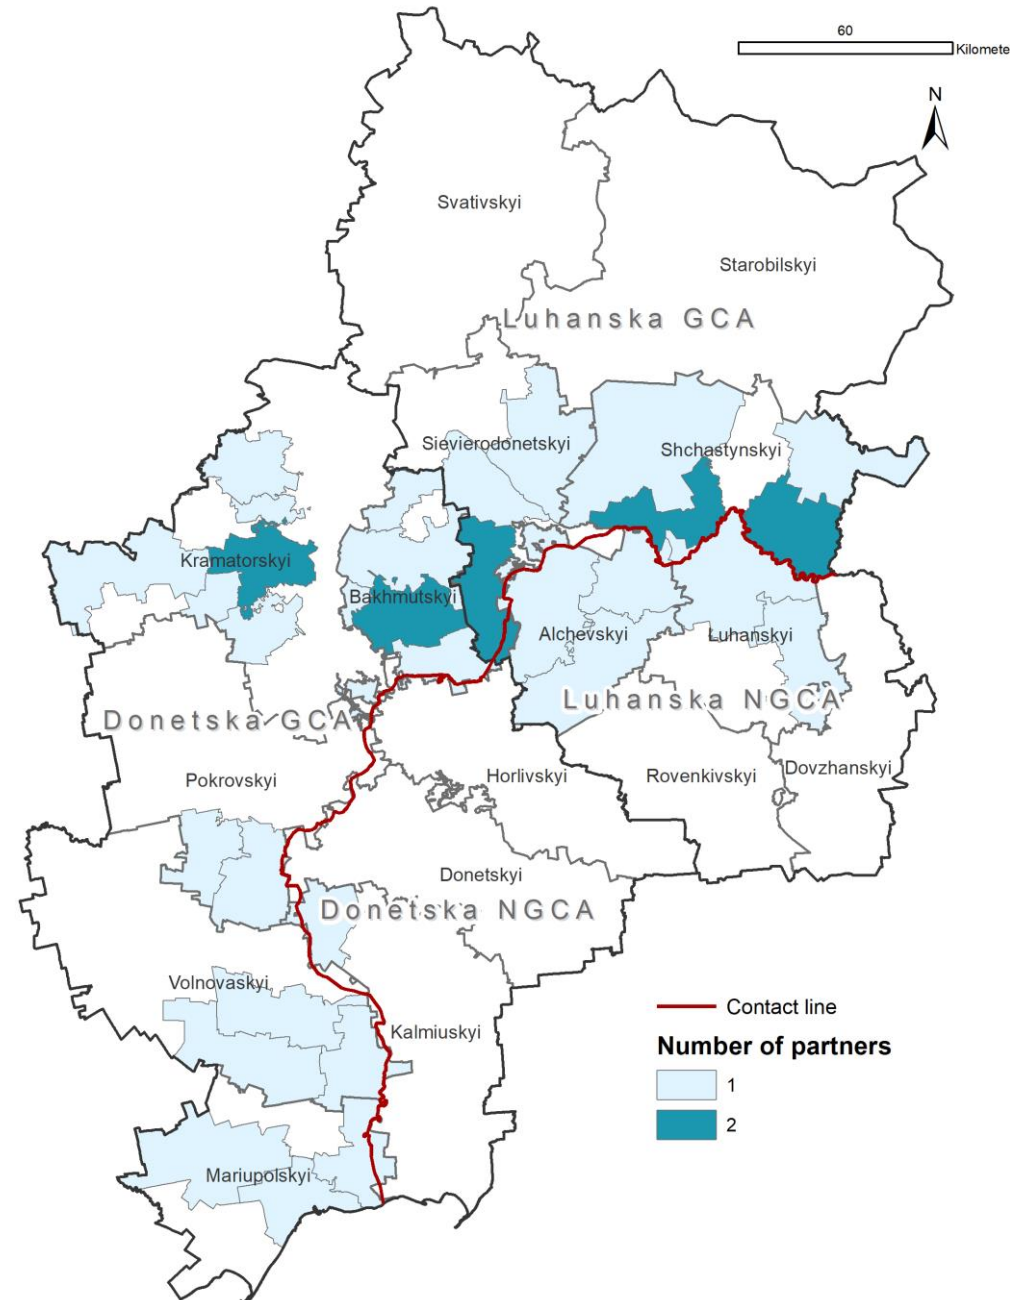 60
Kilomete
N
Svativskyi
Starobilskyi
Luhanska GCA
Sievierodonetskyi
Shchastynskyi
Kramatorskyi
Bakhmutskyi
Alchevskyi
Luhanskyi
Luhanska NGCA
Donetska GCA
Pokrovskyi
Horlivskyi
Rovenkivskyi
Dovzhanskyi
Donetskyi
Donetska NGCA
Volnovaskyi
Kalmiuskyi
Mariupolskyi
Contact line
Number of partners
1
2